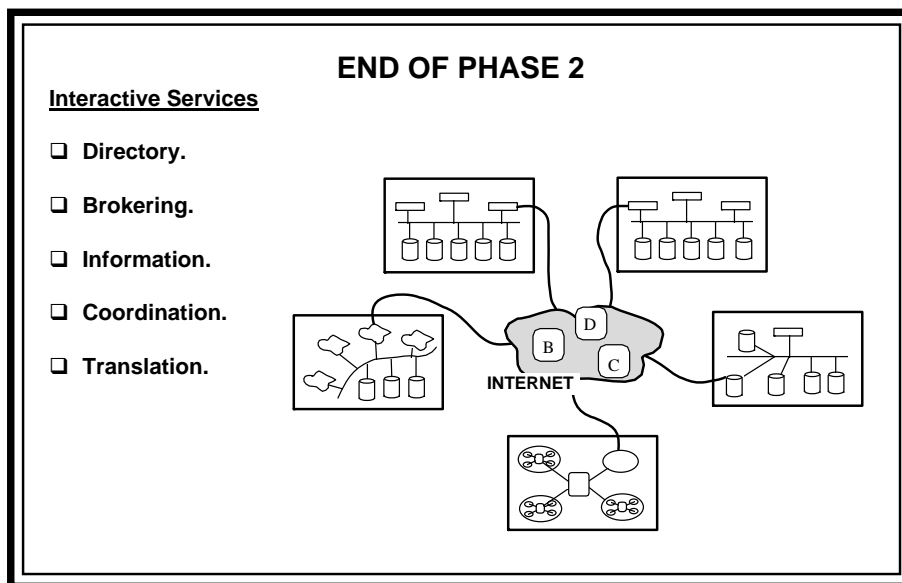 END OF PHASE 2
Interactive Services
❑ Directory.
❑ Brokering.
❑ Information.
❑ Coordination.
❑ Translation.
D
B
C
INTERNET